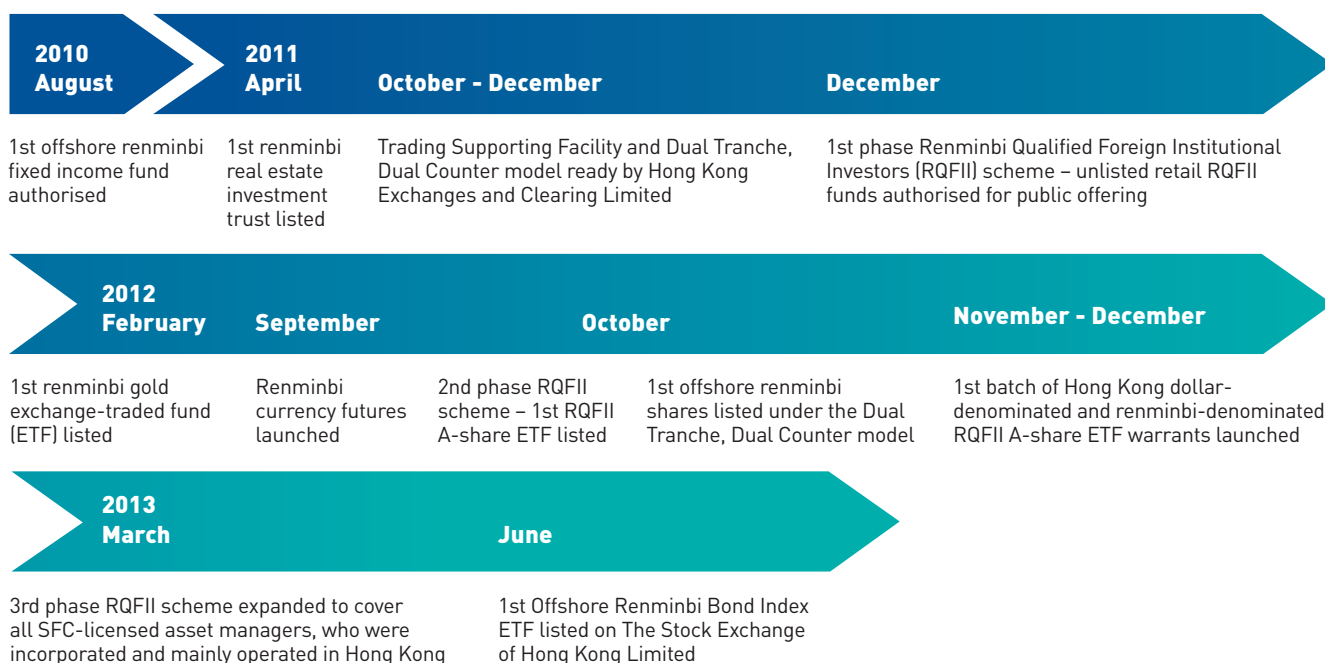 2010
August
2011
April
October - December
December
1st offshore renminbi
fixed income fund
authorised
1st renminbi
real estate
investment
trust listed
Trading Supporting Facility and Dual Tranche,
Dual Counter model ready by Hong Kong
Exchanges and Clearing Limited
1st phase Renminbi Qualified Foreign Institutional
Investors (RQFII) scheme – unlisted retail RQFII
funds authorised for public offering
2012
February
September
October
November - December
1st renminbi gold
exchange-traded fund
(ETF) listed
Renminbi
currency futures
launched
2nd phase RQFII
scheme – 1st RQFII
A-share ETF listed
1st offshore renminbi
shares listed under the Dual
Tranche, Dual Counter model
1st batch of Hong Kong dollar-
denominated and renminbi-denominated
RQFII A-share ETF warrants launched
2013
March
June
3rd phase RQFII scheme expanded to cover
all SFC-licensed asset managers, who were
incorporated and mainly operated in Hong Kong
1st Offshore Renminbi Bond Index
ETF listed on The Stock Exchange
of Hong Kong Limited